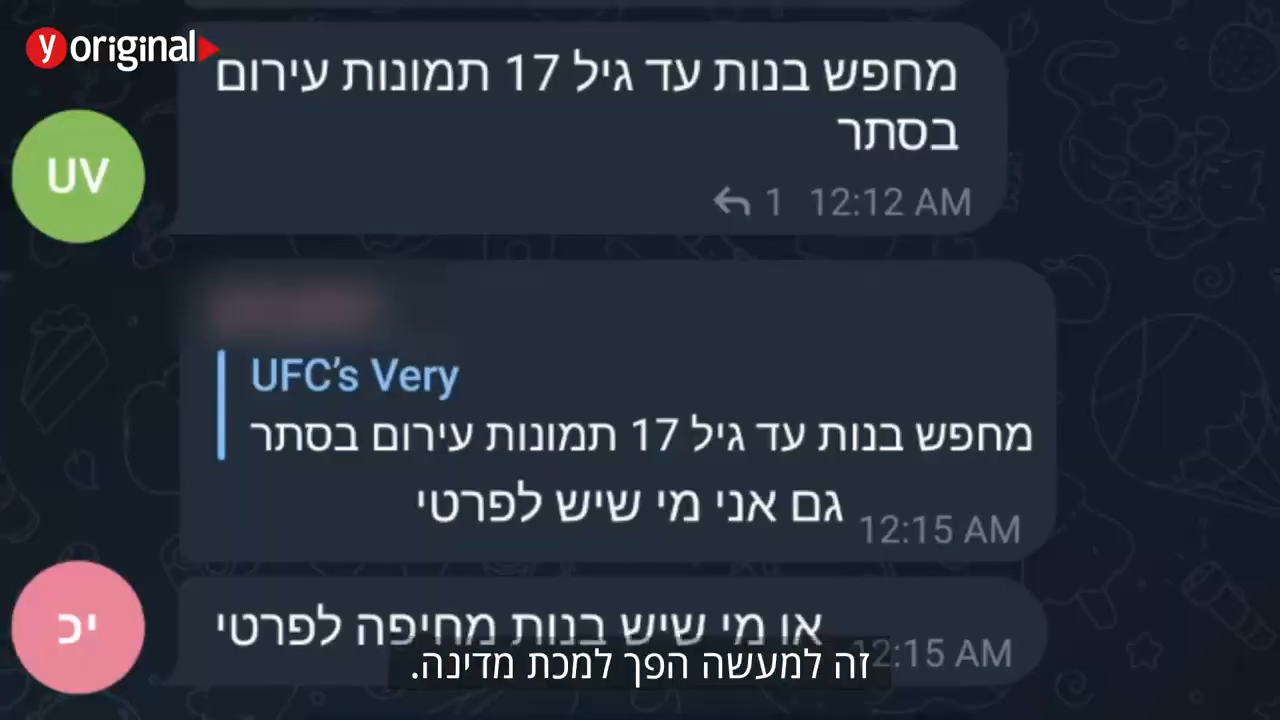 y original
מחפש בנות עד גיל 17 תמונות עירום
בסתר
1 12:12 AM
UV
UFC's Very
מחפש בנות עד גיל 17 תמונות עירום בסתר
גם אני מי שיש לפרטי
12:15 AM
או מי שיש בנות מחיפה לפרטי
12:15 AM
יכ
זה למעשה הפך למכת מדינה.